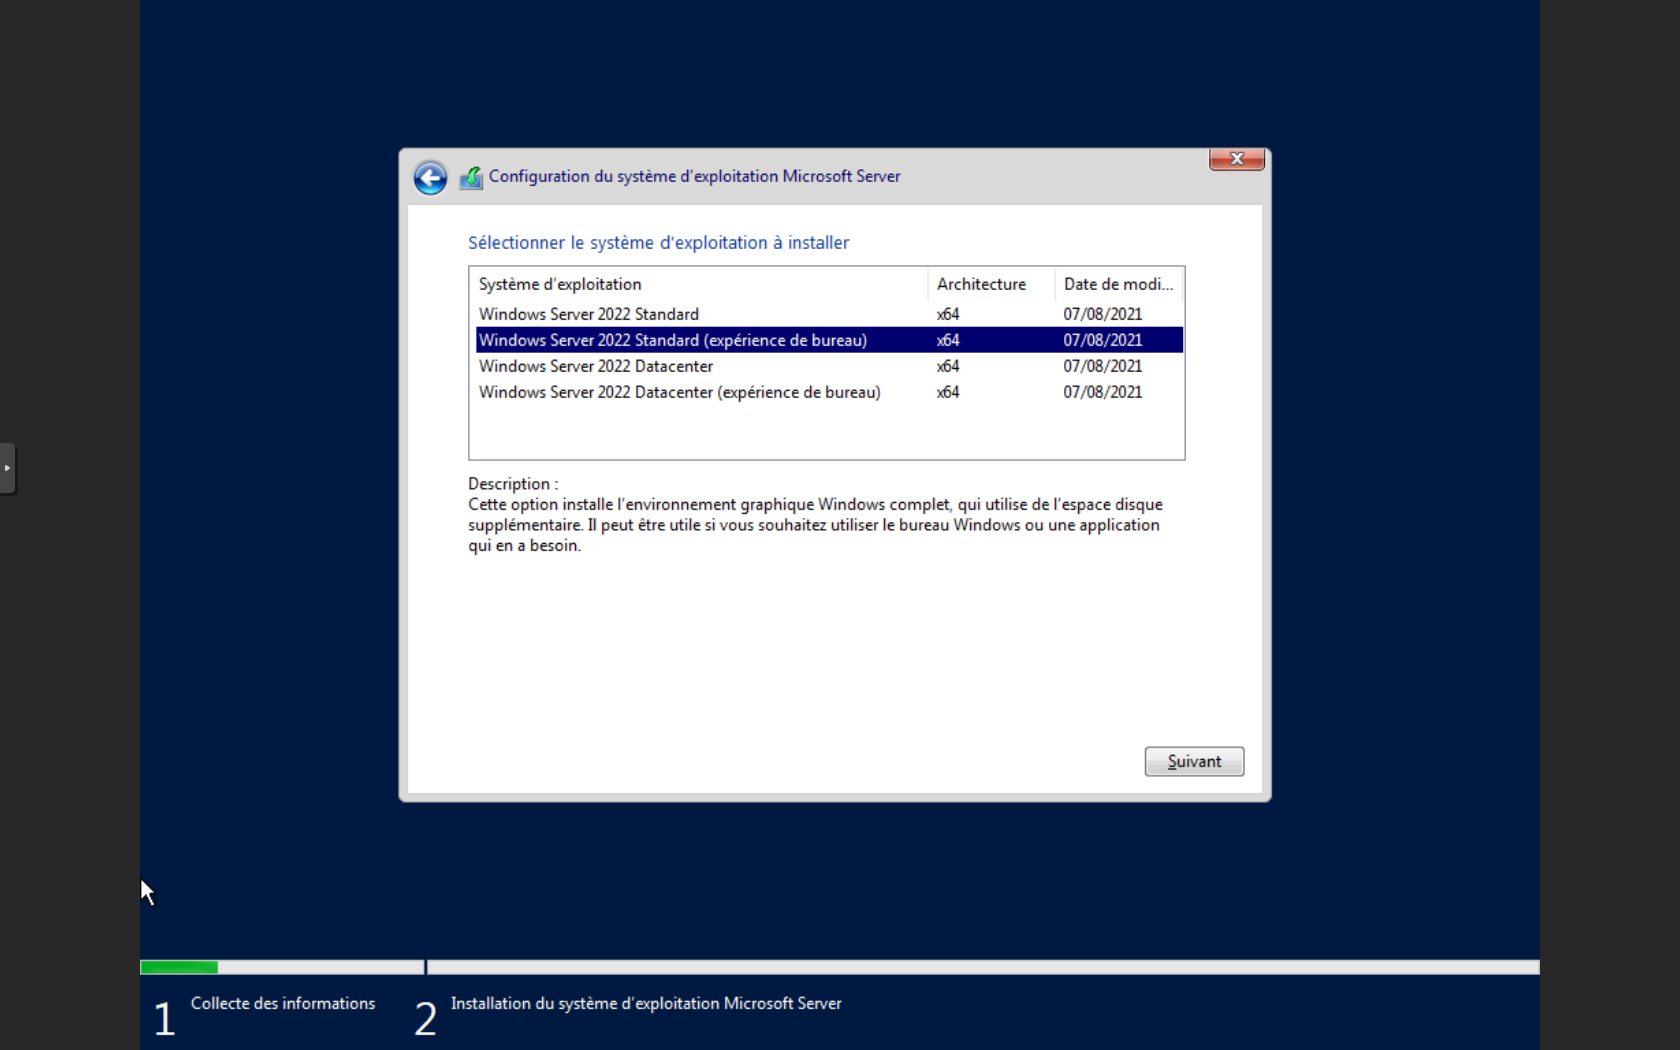 Configuration du système d'exploitation Microsoft Server
Sélectionner le système d'exploitation à installer
Système d'exploitation Architecture Date de modi...
Windows Server 2022 Standard x64 07/08/2021
Windows Server 2022 Standard (expérience de bureau) x64 07/08/2021
Windows Server 2022 Datacenter x64 07/08/2021
Windows Server 2022 Datacenter (expérience de bureau) x64 07/08/2021
Description :
Cette option installe l'environnement graphique Windows complet, qui utilise de l'espace disque
supplémentaire. Il peut être utile si vous souhaitez utiliser le bureau Windows ou une application
qui en a besoin.
Suivant
1 Collecte des informations 2 Installation du système d'exploitation Microsoft Server